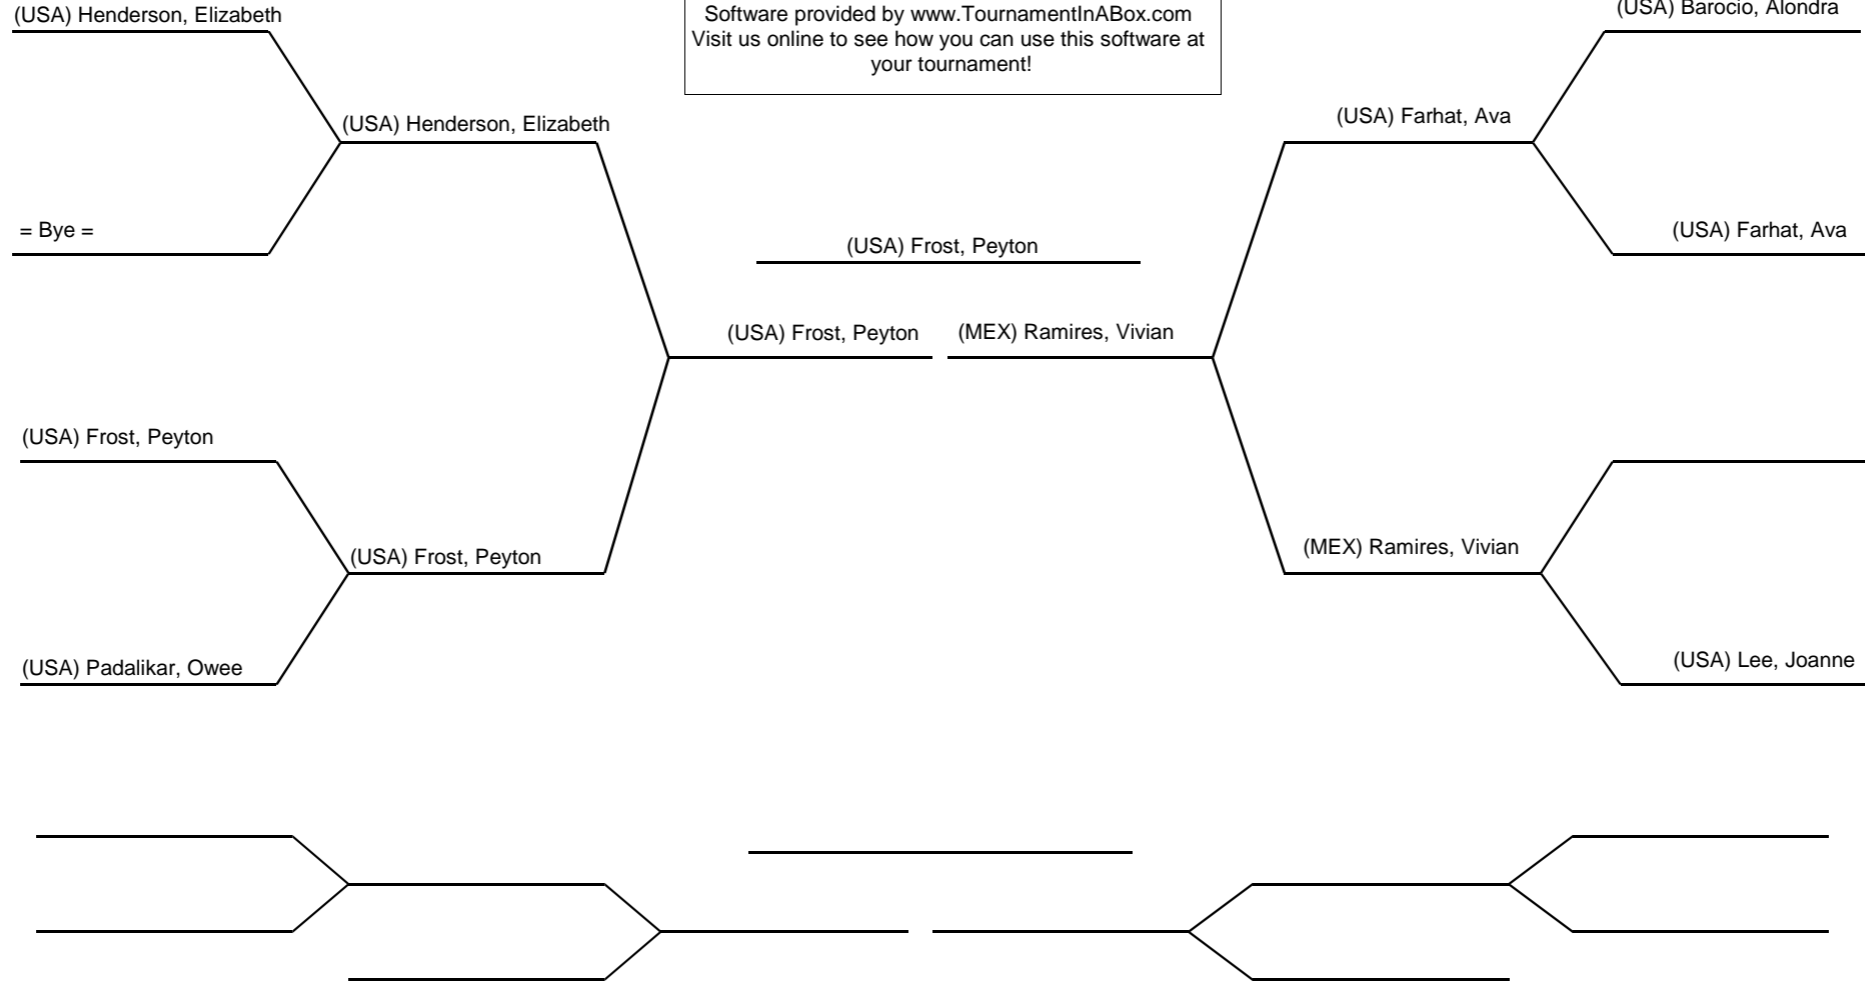 (USA) Henderson, Elizabeth
Software provided by www.TournamentInABox.com
Visit us online to see how you can use this software at
your tournament!
(USA) Barocio, Alondra
(USA) Henderson, Elizabeth
(USA) Farhat, Ava
= Bye =
(USA) Frost, Peyton
(USA) Farhat, Ava
(USA) Frost, Peyton
(MEX) Ramires, Vivian
(USA) Frost, Peyton
(USA) Frost, Peyton
(MEX) Ramires, Vivian
(USA) Padalikar, Owee
(USA) Lee, Joanne